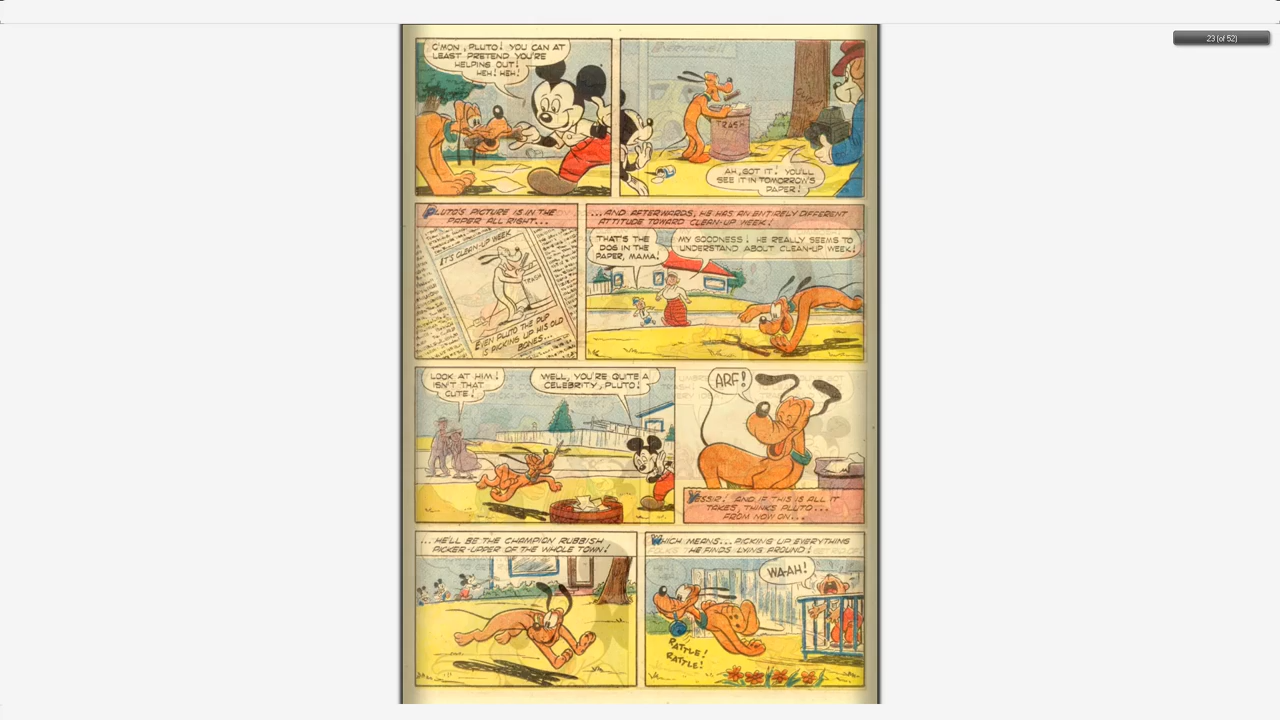 23 (of 52)
C'MON, PLUTO! YOU CAN AT
LEAST PRETEND YOU'RE
HELPING OUT!
HEH! HEH!
TRASH
AH, GOT IT! YOU'LL
SEE IT IN TOMORROW'S
PAPER!
PLUTO'S PICTURE IS IN THE
PAPER ALL RIGHT...
IT'S CLEAN-UP WEEK
TRASH
EVEN PLUTO THE PUP
IS PICKING UP HIS OLD
BONES...
...AND AFTERWARDS, HE HAS AN ENTIRELY DIFFERENT
ATTITUDE TOWARD CLEAN-UP WEEK!
THAT'S THE
DOG IN THE
PAPER, MAMA!
MY GOODNESS! HE REALLY SEEMS TO
UNDERSTAND ABOUT CLEAN-UP WEEK!
LOOK AT HIM!
ISN'T THAT
CUTE!
WELL, YOU'RE QUITE A
CELEBRITY, PLUTO!
ARF!
YESSIR! AND IF THIS IS ALL IT
TAKES, THINKS PLUTO...
FROM NOW ON...
...HE'LL BE THE CHAMPION RUBBISH
PICKER-UPPER OF THE WHOLE TOWN!
WHICH MEANS... PICKING UP EVERYTHING
HE FINDS LYING AROUND!
WA-AH!
RATTLE!
RATTLE!